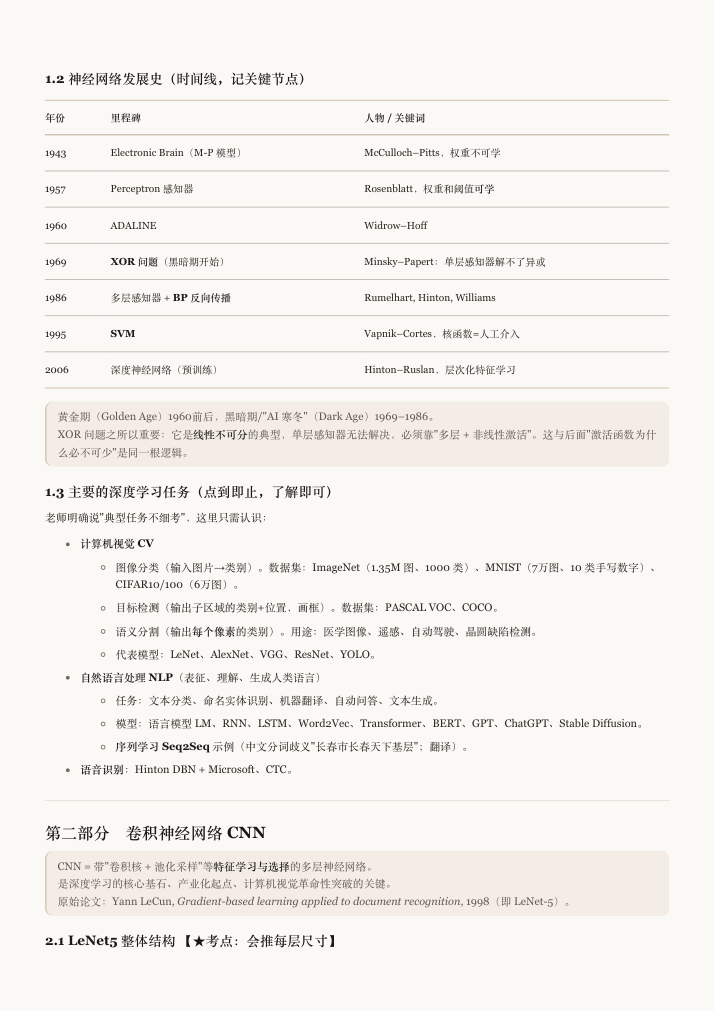 1.2 神经网络发展史（时间线，记关键节点）
年份 里程碑 人物 / 关键词
1943 Electronic Brain（M-P 模型） McCulloch–Pitts，权重不可学
1957 Perceptron 感知器 Rosenblatt，权重和阈值可学
1960 ADALINE Widrow–Hoff
1969 XOR 问题（黑暗期开始） Minsky–Papert：单层感知器解不了异或
1986 多层感知器 + BP 反向传播 Rumelhart, Hinton, Williams
1995 SVM Vapnik–Cortes，核函数=人工介入
2006 深度神经网络（预训练） Hinton–Ruslan，层次化特征学习
黄金期（Golden Age）1960前后，黑暗期/"AI 寒冬"（Dark Age）1969–1986。
XOR 问题之所以重要：它是线性不可分的典型，单层感知器无法解决，必须靠"多层 + 非线性激活"。这与后面"激活函数为什
么必不可少"是同一根逻辑。
1.3 主要的深度学习任务（点到即止，了解即可）
老师明确说"典型任务不细考"，这里只需认识：
• 计算机视觉 CV
◦ 图像分类（输入图片→类别）。数据集：ImageNet（1.35M 图、1000 类）、MNIST（7万图、10 类手写数字）、
CIFAR10/100（6万图）。
◦ 目标检测（输出子区域的类别+位置，画框）。数据集：PASCAL VOC、COCO。
◦ 语义分割（输出每个像素的类别）。用途：医学图像、遥感、自动驾驶、晶圆缺陷检测。
◦ 代表模型：LeNet、AlexNet、VGG、ResNet、YOLO。
• 自然语言处理 NLP（表征、理解、生成人类语言）
◦ 任务：文本分类、命名实体识别、机器翻译、自动问答、文本生成。
◦ 模型：语言模型 LM、RNN、LSTM、Word2Vec、Transformer、BERT、GPT、ChatGPT、Stable Diffusion。
◦ 序列学习 Seq2Seq 示例（中文分词歧义"长春市长春天下基层"；翻译）。
• 语音识别：Hinton DBN + Microsoft、CTC。
第二部分 卷积神经网络 CNN
CNN = 带"卷积核 + 池化采样"等特征学习与选择的多层神经网络。
是深度学习的核心基石、产业化起点、计算机视觉革命性突破的关键。
原始论文：Yann LeCun, Gradient-based learning applied to document recognition, 1998（即 LeNet-5）。
2.1 LeNet5 整体结构 【★考点：会推每层尺寸】